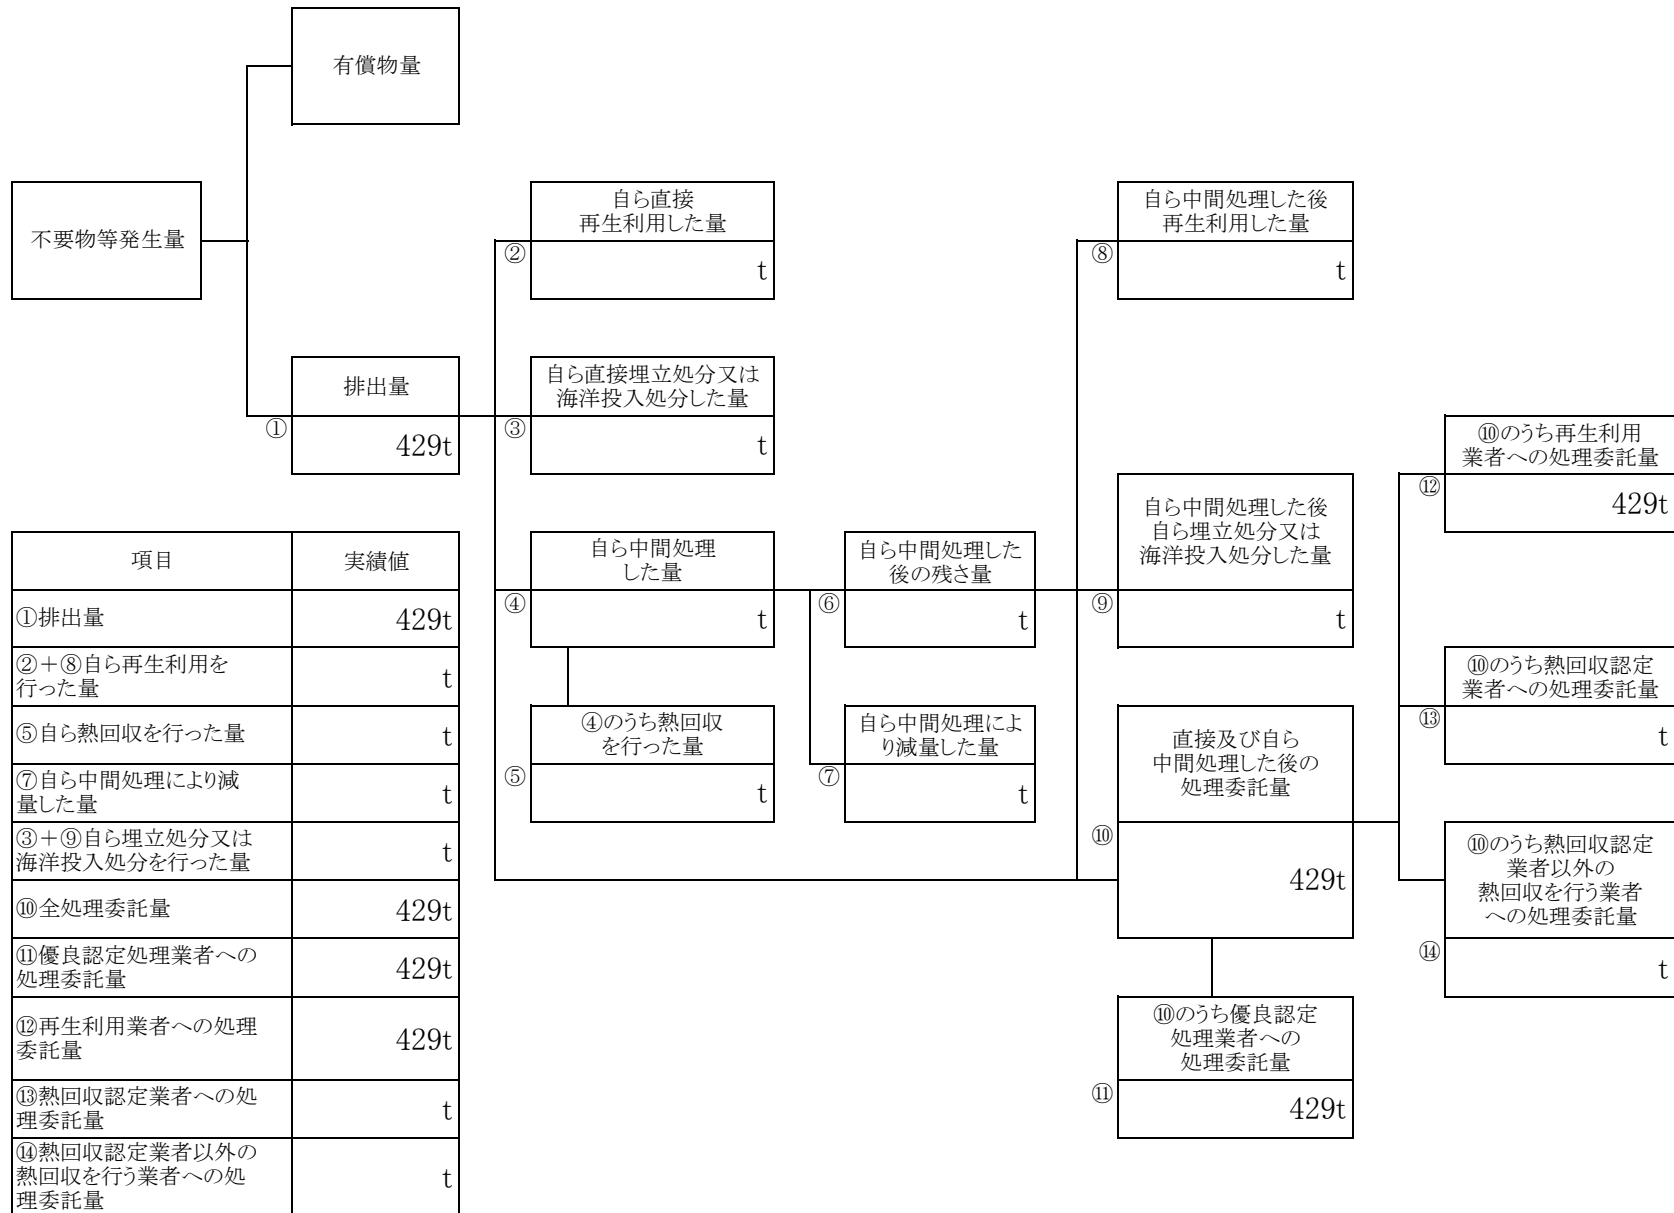 有償物量
不要物等発生量
自ら直接
再生利用した量
②
t
自ら中間処理した後
再生利用した量
⑧
t
排出量
①
429t
自ら直接埋立処分又は
海洋投入処分した量
③
t
⑩のうち再生利用
業者への処理委託量
⑫
429t
自ら中間処理
した量
④
t
自ら中間処理した
後の残さ量
⑥
t
自ら中間処理した後
自ら埋立処分又は
海洋投入処分した量
⑨
t
⑩のうち熱回収認定
業者への処理委託量
⑬
t
④のうち熱回収
を行った量
⑤
t
自ら中間処理によ
り減量した量
⑦
t
直接及び自ら
中間処理した後の
処理委託量
⑩
429t
⑩のうち熱回収認定
業者以外の
熱回収を行う業者
への処理委託量
⑭
t
⑩のうち優良認定
処理業者への
処理委託量
⑪
429t
項目 実績値
①排出量 429t
②+⑧自ら再生利用を
行った量 t
⑤自ら熱回収を行った量 t
⑦自ら中間処理により減
量した量 t
③+⑨自ら埋立処分又は
海洋投入処分を行った量 t
⑩全処理委託量 429t
⑪優良認定処理業者への
処理委託量 429t
⑫再生利用業者への処理
委託量 429t
⑬熱回収認定業者への処
理委託量 t
⑭熱回収認定業者以外の
熱回収を行う業者への処
理委託量 t